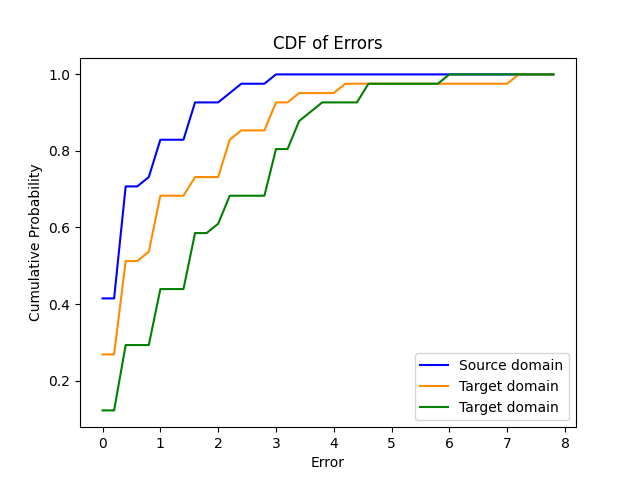 CDF of Errors
Cumulative Probability
1.0
0.8
0.6
0.4
0.2
0 1 2 3 4 5 6 7 8
Error
Source domain
Target domain
Target domain